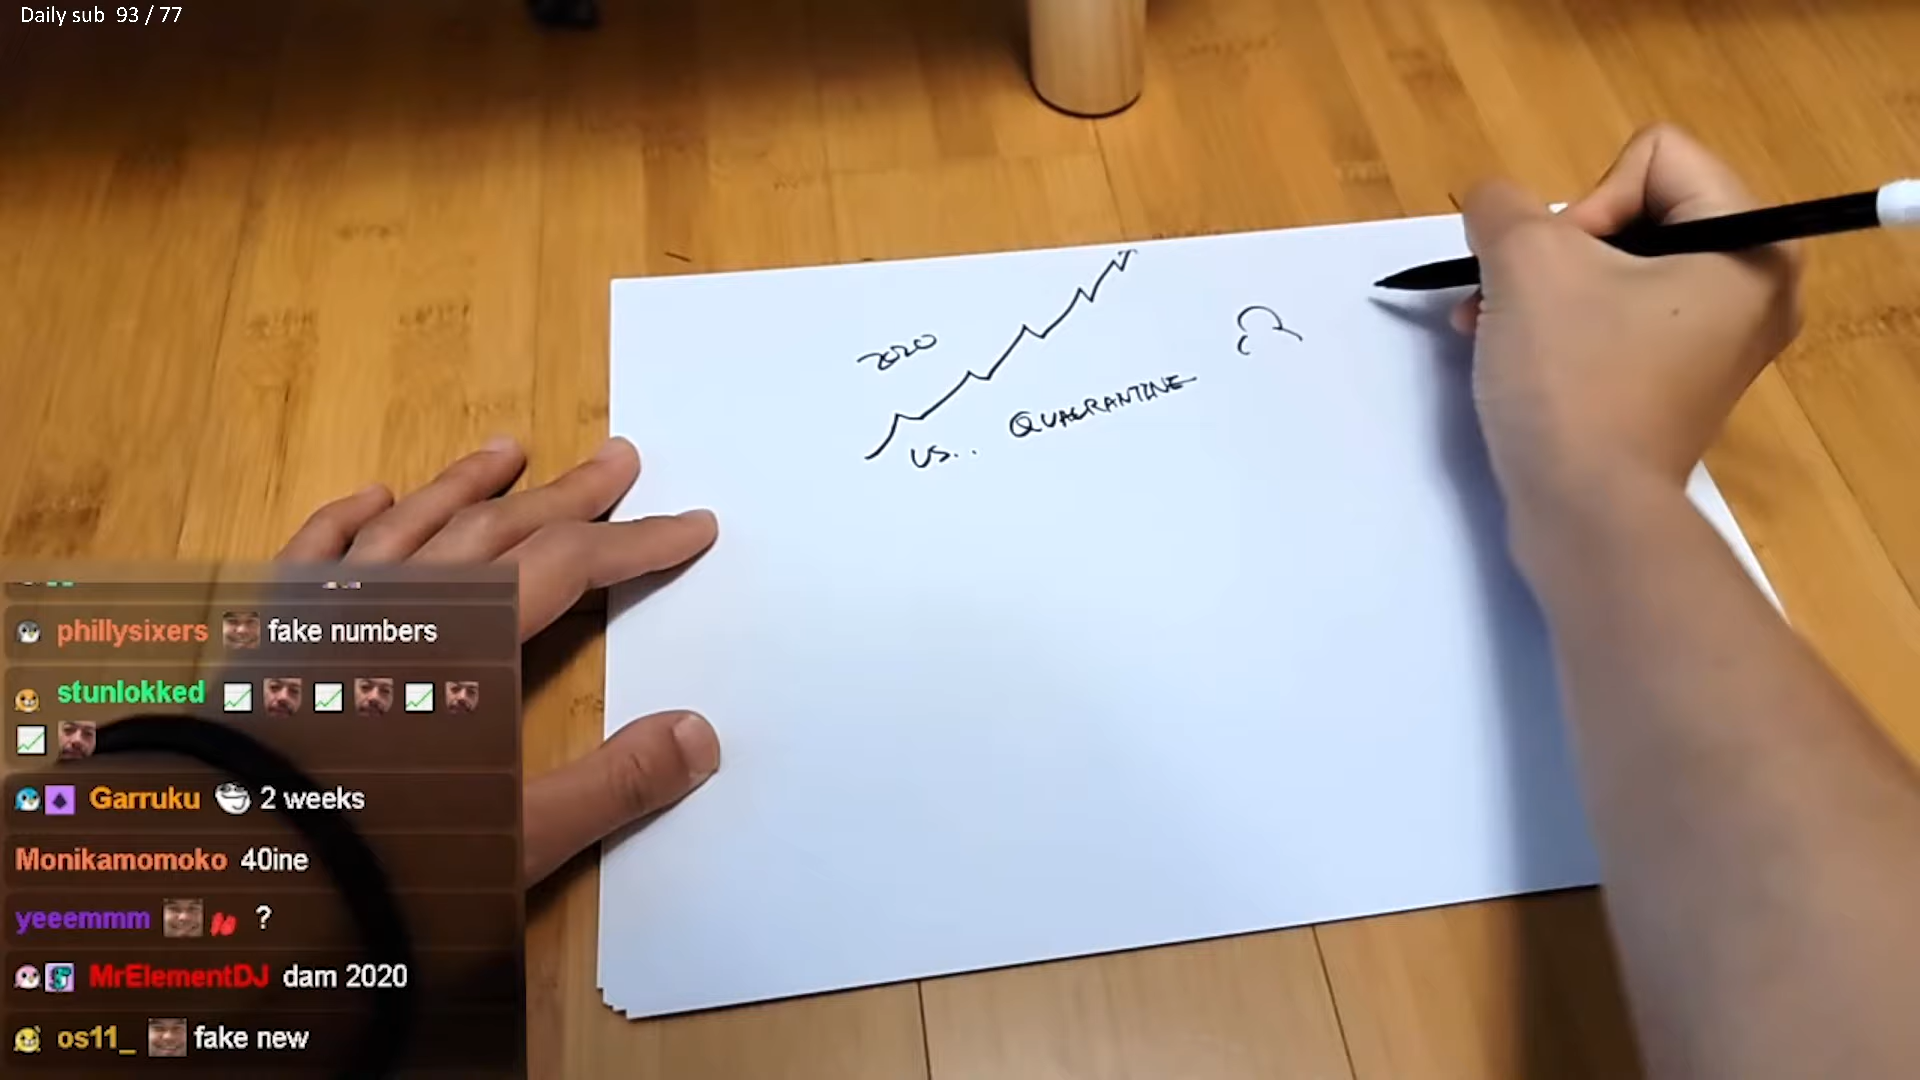 Daily sub 93 / 77
2020
US.. QUARANTINE
phillysixers fake numbers
stunlokked
Garruku 2 weeks
Monikamomoko 40ine
yeeemmm ?
MrElementDJ dam 2020
os11_ fake new